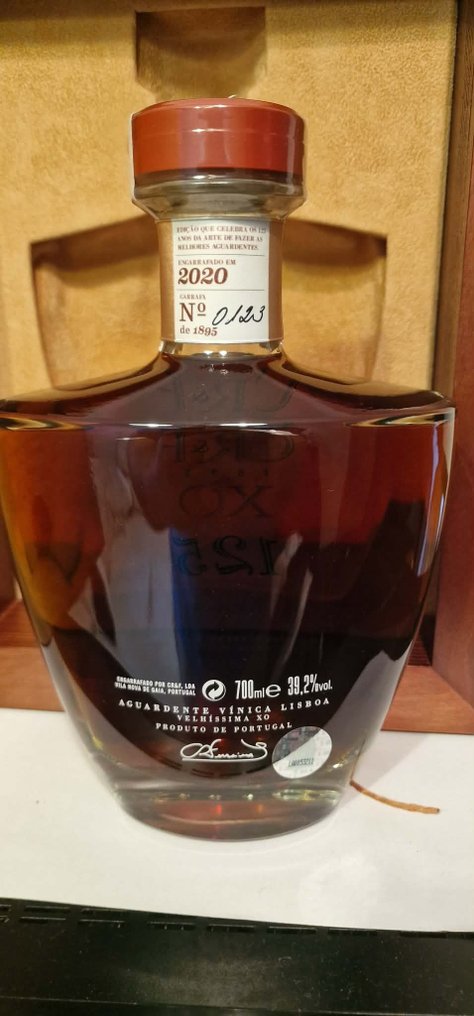 EDIÇÃO QUE CELEBRA OS 125
ANOS DA ARTE DE FAZER AS
MELHORES AGUARDENTES
ENGARRAFADO EM
2020
GARRAFA
Nº 0123
de 1895
CR&F
XO
125
ENGARRAFADO POR CR&F, LDA
VILA NOVA DE GAIA, PORTUGAL
700ml e 39,2%vol.
AGUARDENTE VÍNICA LISBOA
VELHÍSSIMA XO
PRODUTO DE PORTUGAL